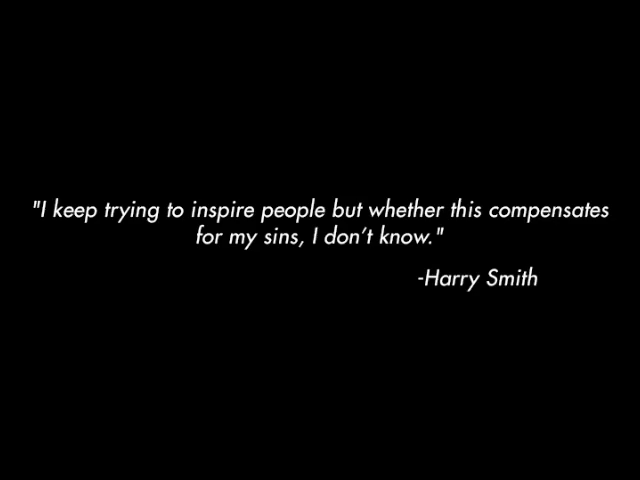 "I keep trying to inspire people but whether this compensates
for my sins, I don't know."
-Harry Smith